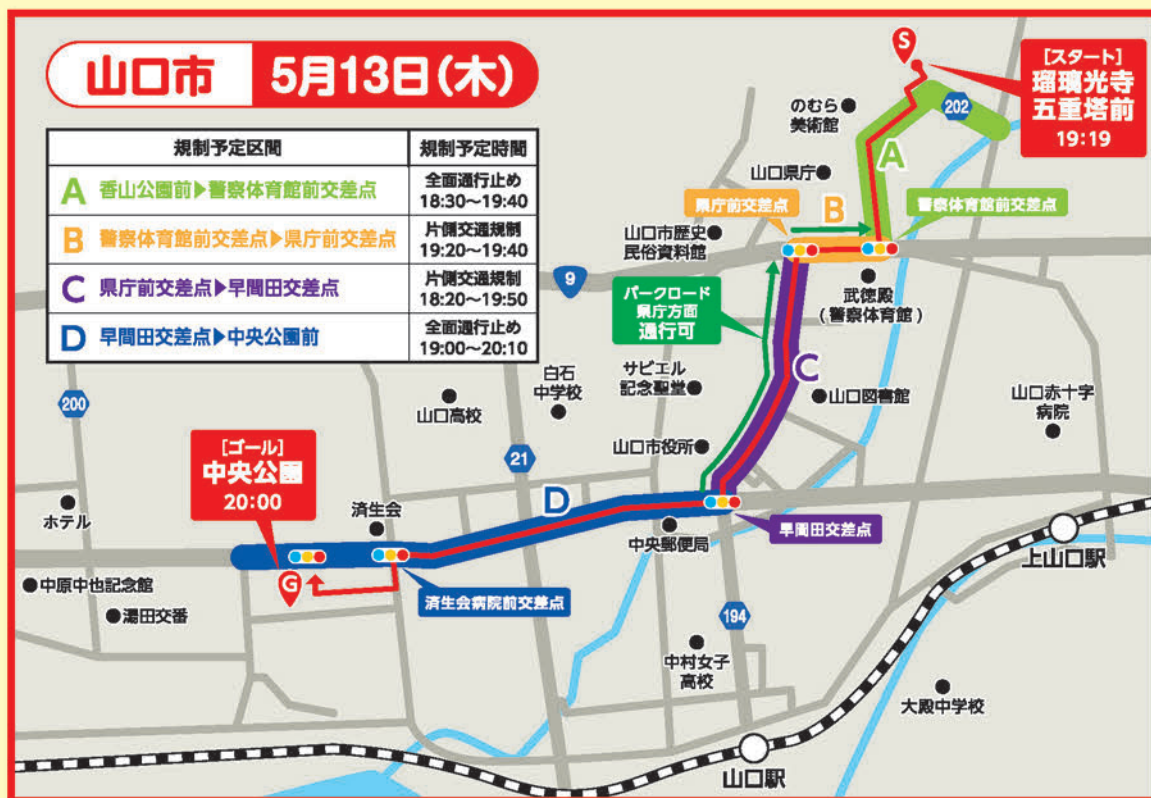 山口市 5月13日(木)
規制予定区間 規制予定時間
A 香山公園前▶警察体育館前交差点 全面通行止め
18:30～19:40
B 警察体育館前交差点▶県庁前交差点 片側交通規制
19:20～19:40
C 県庁前交差点▶早間田交差点 片側交通規制
18:20～19:50
D 早間田交差点▶中央公園前 全面通行止め
19:00～20:10
S
[スタート]
瑠璃光寺
五重塔前
19:19
のむら
美術館
202
A
山口県庁
県庁前交差点
B
警察体育館前交差点
山口市歴史
民俗資料館
9
武徳殿
(警察体育館)
パークロード
県庁方面
通行可
C
サビエル
記念聖堂
白石
中学校
山口高校
200
山口図書館
山口赤十字
病院
山口市役所
21
[ゴール]
中央公園
20:00
D
ホテル
済生会
中央郵便局
早間田交差点
上山口駅
G
中原中也記念館
湯田交番
済生会病院前交差点
194
中村女子
高校
大殿中学校
山口駅